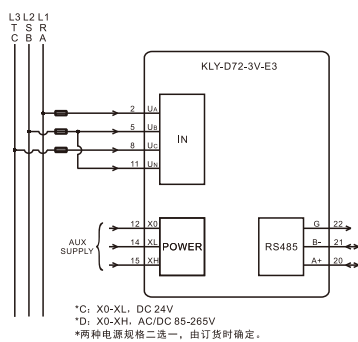 L3 L2 L1
T S R
C B A
KLY-D72-3V-E3
2 UA
5 UB
8 UC
11 UN
IN
12 X0
14 XL
15 XH
AUX
SUPPLY
POWER
RS485
G 22
B- 21
A+ 20
*C: X0-XL, DC 24V
*D: X0-XH, AC/DC 85-265V
*两种电源规格二选一，由订货时确定。